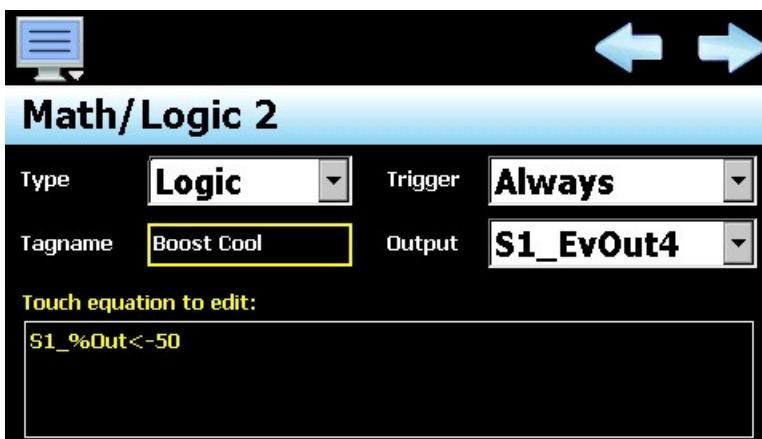 Math/Logic 2
Type Logic Trigger Always
Tagname Boost Cool Output S1_EvOut4
Touch equation to edit:
S1_%Out<-50